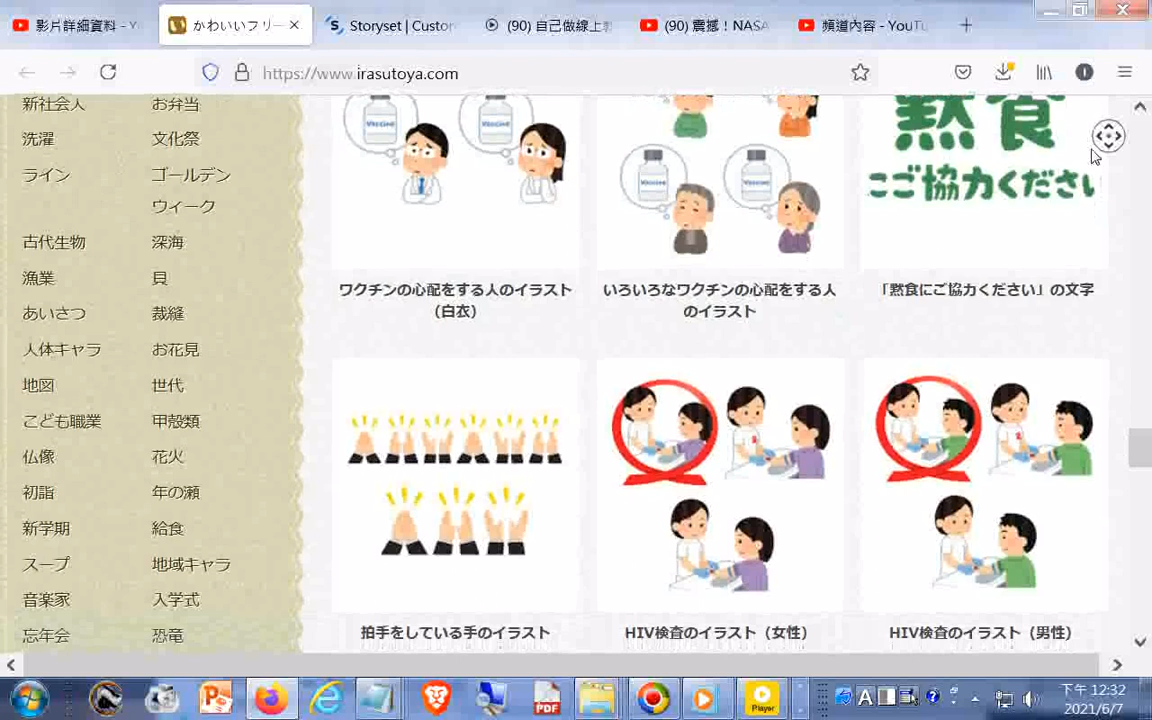 影片詳細資料 - Y
かわいいフリー
Storyset | Custo
(90) 自己做線上
(90) 震撼！NASA
頻道內容 - YouTu
https://www.irasutoya.com
新社会人 お弁当
洗濯 文化祭
ライン ゴールデン
ウィーク
古代生物 深海
漁業 貝
あいさつ 裁縫
人体キャラ お花見
地図 世代
こども職業 甲殻類
仏像 花火
初詣 年の瀬
新学期 給食
スープ 地域キャラ
音楽家 入学式
忘年会 恐竜
Vaccine Vaccine
Vaccine Vaccine
黙食
にご協力ください
ワクチンの心配をする人のイラスト
（白衣）
いろいろなワクチンの心配をする人
のイラスト
「黙食にご協力ください」の文字
拍手をしている手のイラスト
HIV検査のイラスト（女性）
HIV検査のイラスト（男性）
PDF
Player
A
下午 12:32
2021/6/7